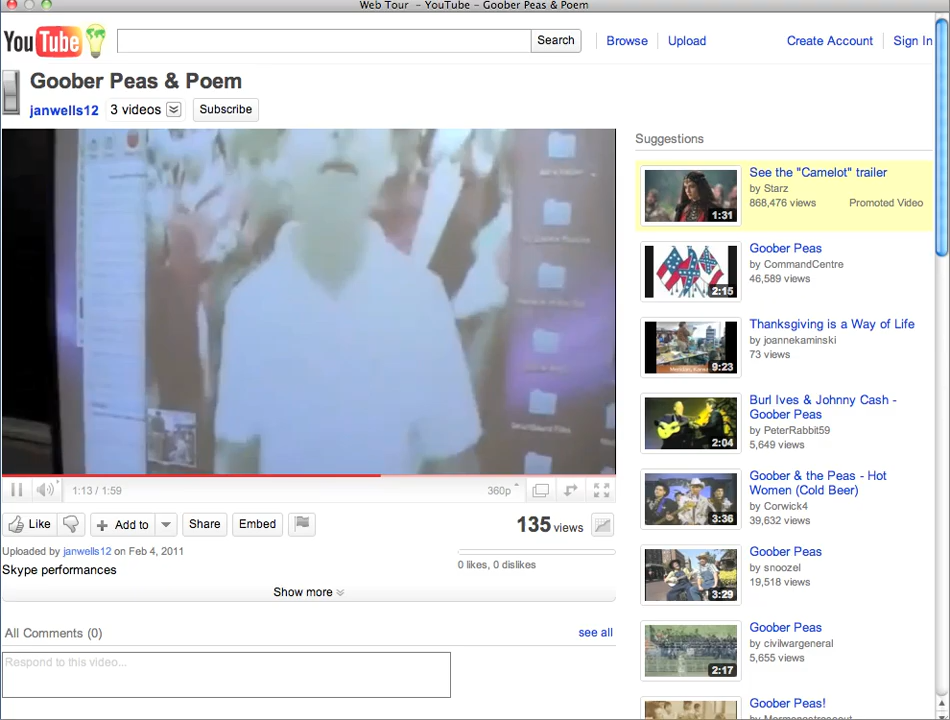 Web Tour - YouTube - Goober Peas & Poem
YouTube
Search
Browse
Upload
Create Account
Sign In
Goober Peas & Poem
janwells12
3 videos
Subscribe
1:13 / 1:59
360p
Like
Add to
Share
Embed
135 views
Uploaded by janwells12 on Feb 4, 2011
0 likes, 0 dislikes
Skype performances
Show more
All Comments (0)
see all
Respond to this video...
Suggestions
See the "Camelot" trailer
by Starz
868,476 views
Promoted Video
1:31
Goober Peas
by CommandCentre
46,589 views
2:15
Thanksgiving is a Way of Life
by joannekaminski
73 views
9:23
Burl Ives & Johnny Cash -
Goober Peas
by PeterRabbit59
5,649 views
2:04
Goober & the Peas - Hot
Women (Cold Beer)
by Corwick4
39,632 views
3:36
Goober Peas
by snoozel
19,518 views
3:29
Goober Peas
by civilwargeneral
5,655 views
2:17
Goober Peas!